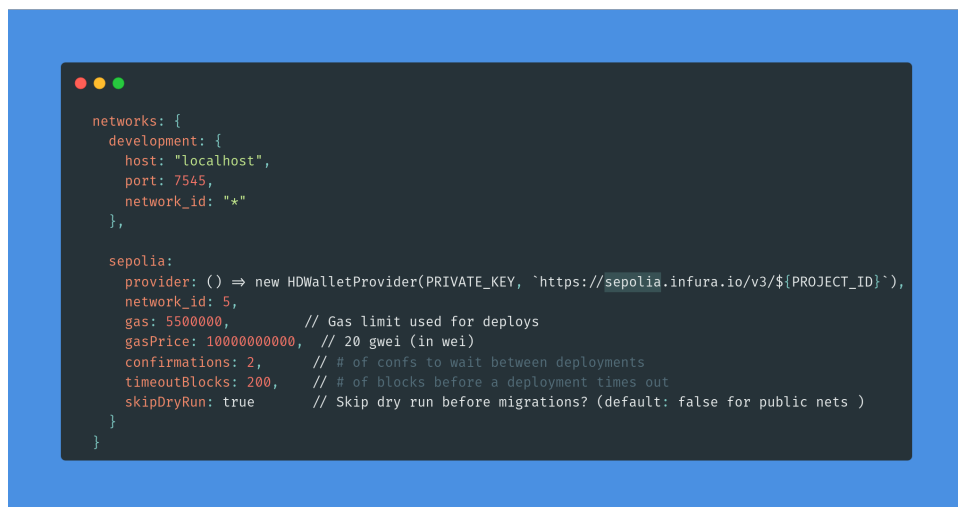 networks: {
  development: {
    host: "localhost",
    port: 7545,
    network_id: "*"
  },

  sepolia:
    provider: () => new HDWalletProvider(PRIVATE_KEY, `https://sepolia.infura.io/v3/${PROJECT_ID}`),
    network_id: 5,
    gas: 5500000,         // Gas limit used for deploys
    gasPrice: 10000000000,  // 20 gwei (in wei)
    confirmations: 2,      // # of confs to wait between deployments
    timeoutBlocks: 200,    // # of blocks before a deployment times out
    skipDryRun: true       // Skip dry run before migrations? (default: false for public nets )
  }
}